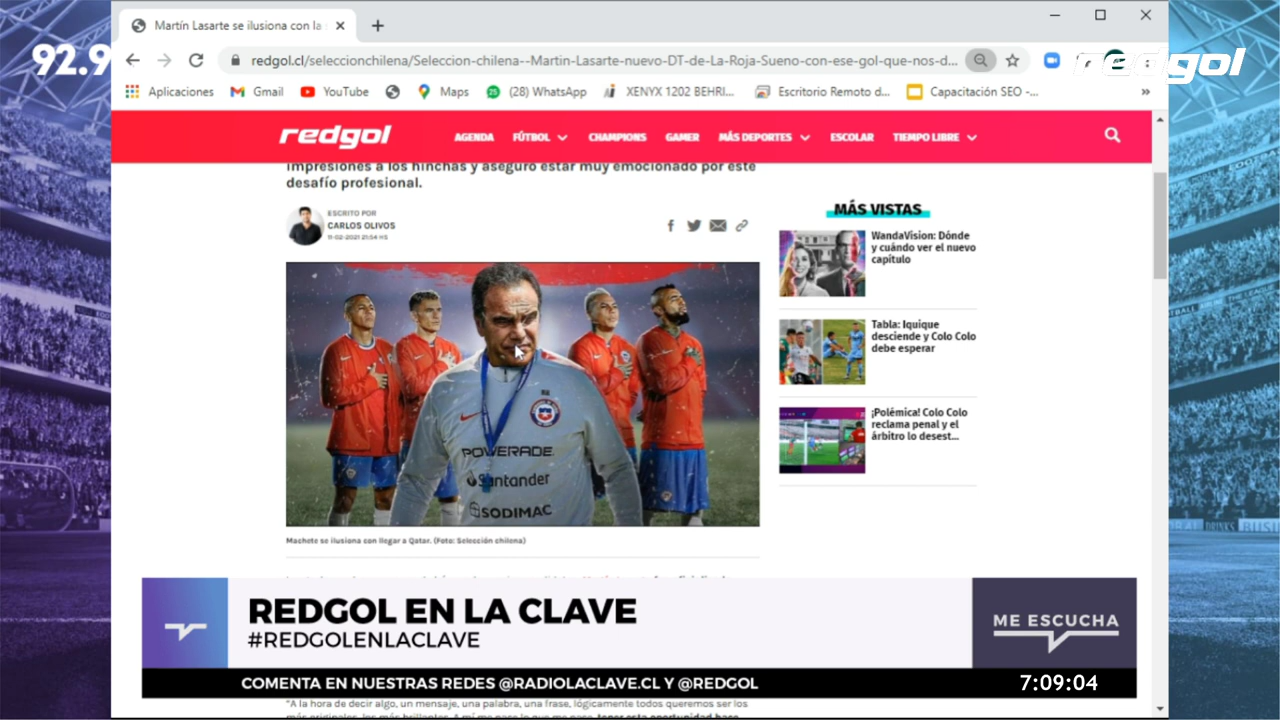 Martín Lasarte se ilusiona con la
92.9
redgol.cl/seleccionchilena/Seleccion-chilena--Martin-Lasarte-nuevo-DT-de-La-Roja-Sueno-con-ese-gol-que-nos-d...
redgol
Aplicaciones
Gmail
YouTube
Maps
(28) WhatsApp
XENYX 1202 BEHRI...
Escritorio Remoto d...
Capacitación SEO -...
»
redgol
AGENDA
FÚTBOL
CHAMPIONS
GAMER
MÁS DEPORTES
ESCOLAR
TIEMPO LIBRE
impresiones a los hinchas y aseguró estar muy emocionado por este
desafío profesional.
ESCRITO POR
CARLOS OLIVOS
11-02-2021 21:54 HS
MÁS VISTAS
WandaVision: Dónde
y cuándo ver el nuevo
capítulo
Tabla: Iquique
desciende y Colo Colo
debe esperar
¡Polémica! Colo Colo
reclama penal y el
árbitro lo desest...
POWERADE
Santander
SODIMAC
Machete se ilusiona con llegar a Qatar. (Foto: Selección chilena)
REDGOL EN LA CLAVE
#REDGOLENLACLAVE
ME ESCUCHA
COMENTA EN NUESTRAS REDES @RADIOLACLAVE.CL Y @REDGOL
7:09:04
"A la hora de decir algo, un mensaje, una palabra, una frase, lógicamente todos queremos ser los